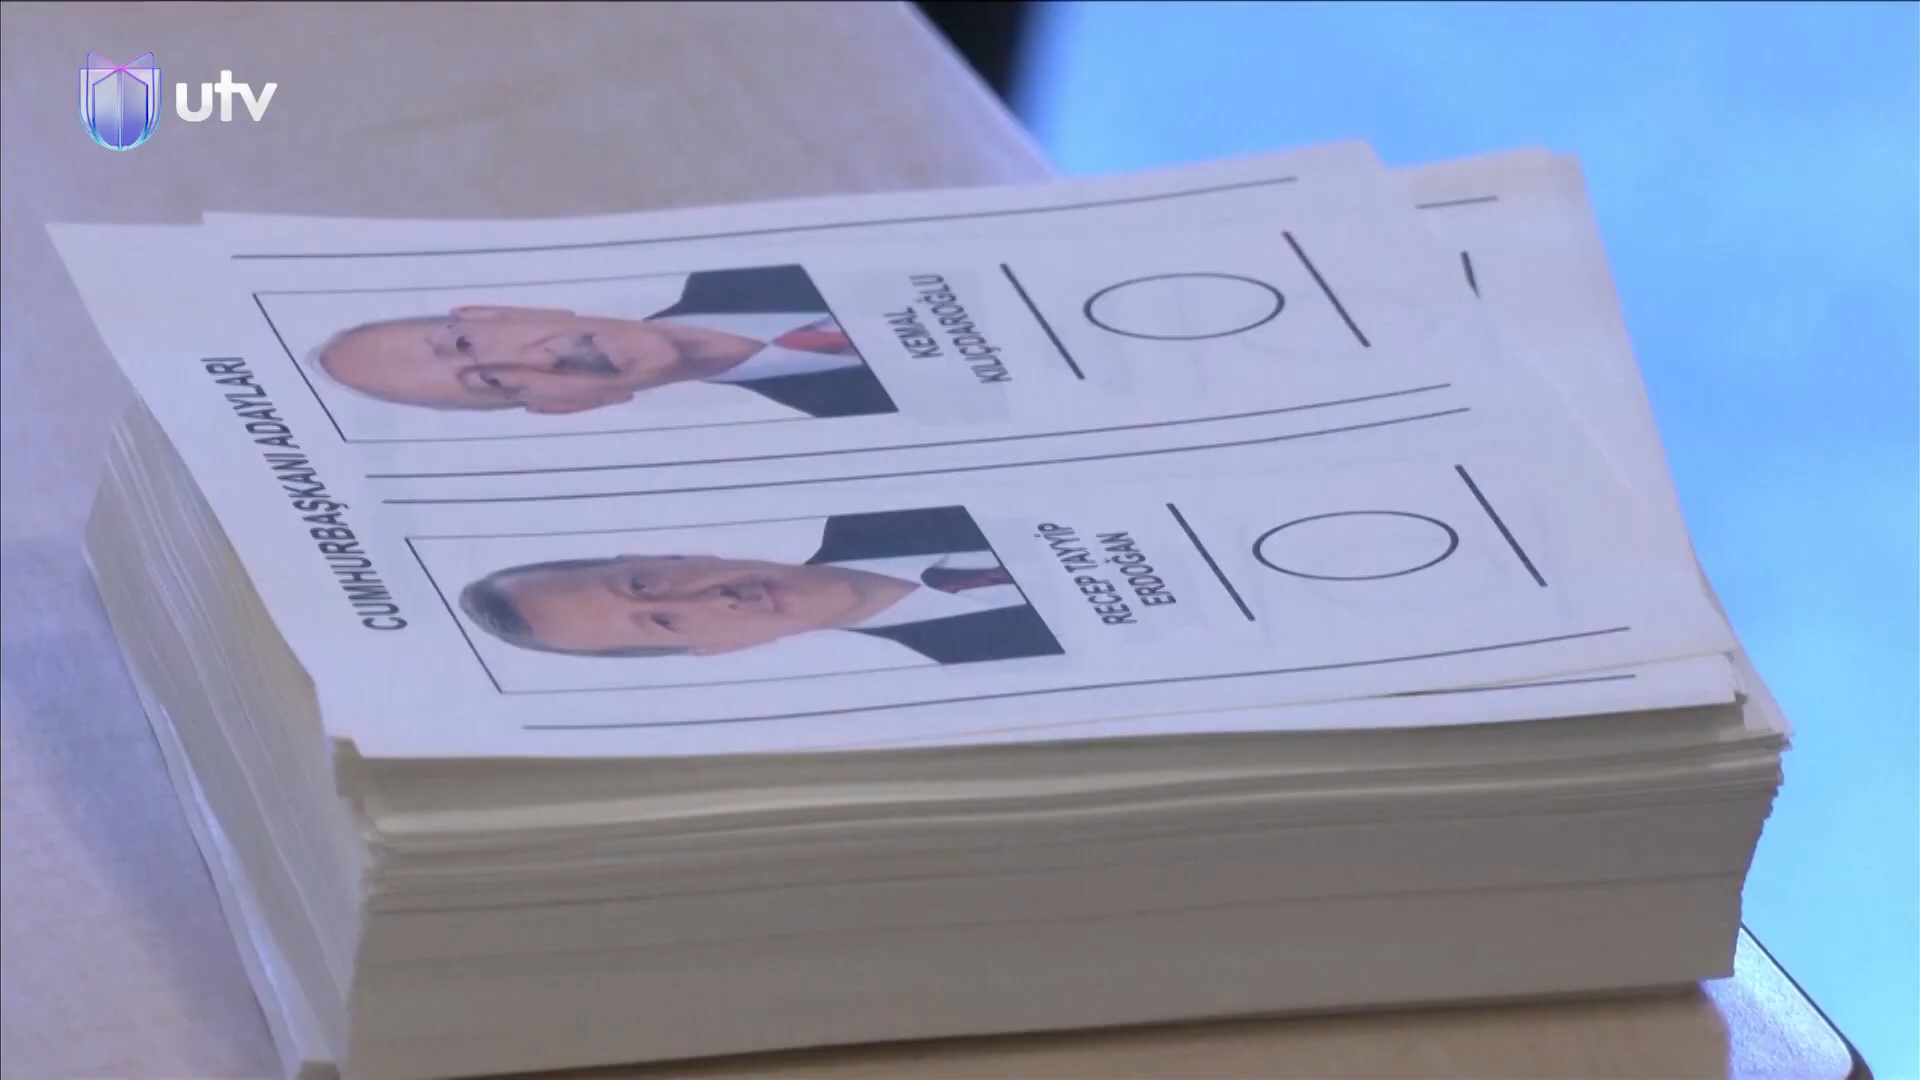 utv
CUMHURBAŞKANI ADAYLARI
RECEP TAYYİP
ERDOĞAN
KEMAL
KILIÇDAROĞLU